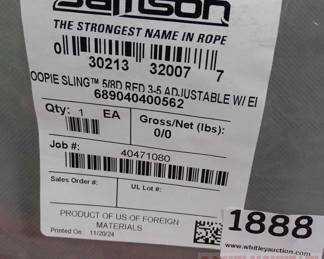 Samson
THE STRONGEST NAME IN ROPE
0 30213 32007 7
OOPIE SLING™ 5/8D RED 3-5 ADJUSTABLE W/ EI
689040400562
Qty: 1 EA
Gross/Net (lbs):
0/0
Job #:
40471080
Sales Order #:
UL Lot #:
PRODUCT OF US OF FOREIGN
MATERIALS
Printed On 11/20/24
1888
www.whitleyauction.com